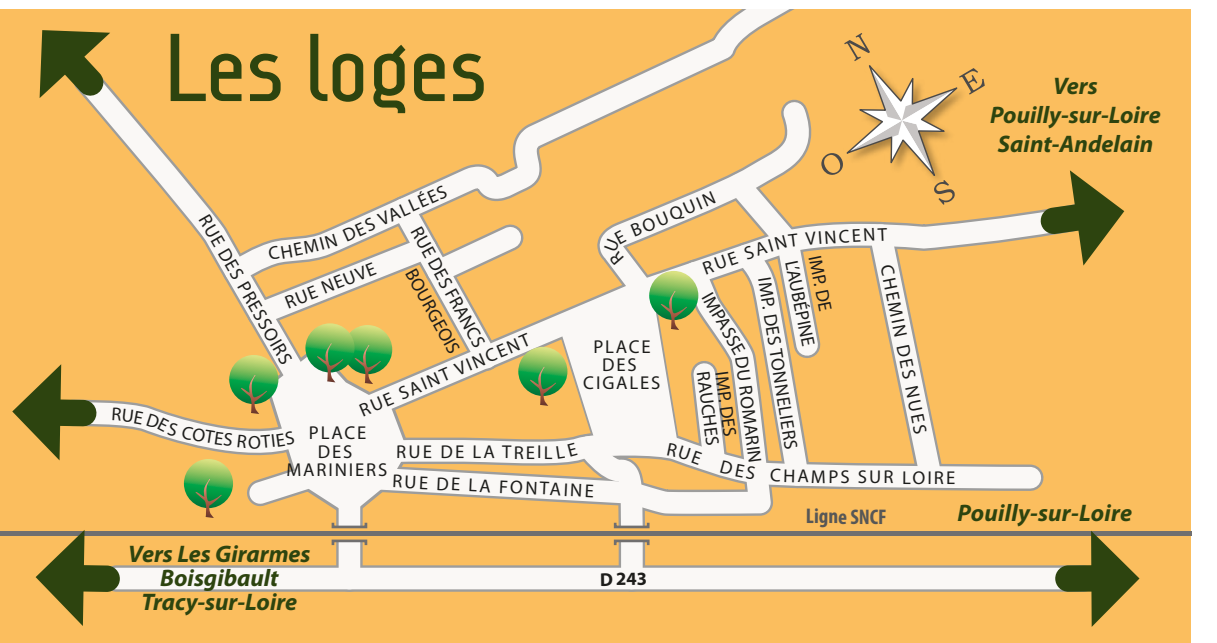 Les loges
N
E
O
S
Vers
Pouilly-sur-Loire
Saint-Andelain
RUE DES PRESSOIRS
CHEMIN DES VALLÉES
RUE NEUVE
RUE DES FRANCS
BOURGEOIS
RUE SAINT VINCENT
RUE BOUQUIN
RUE SAINT VINCENT
IMP. DE
L'AUBÉPINE
IMP. DES TONNELIERS
IMPASSE DU ROMARIN
IMP. DES
RAUCHES
CHEMIN DES NUES
PLACE
DES
CIGALES
RUE DES COTES ROTIES
PLACE
DES
MARINIERS
RUE DE LA TREILLE
RUE DE LA FONTAINE
RUE DES CHAMPS SUR LOIRE
Ligne SNCF
Pouilly-sur-Loire
Vers Les Girarmes
Boisgibault
Tracy-sur-Loire
D 243